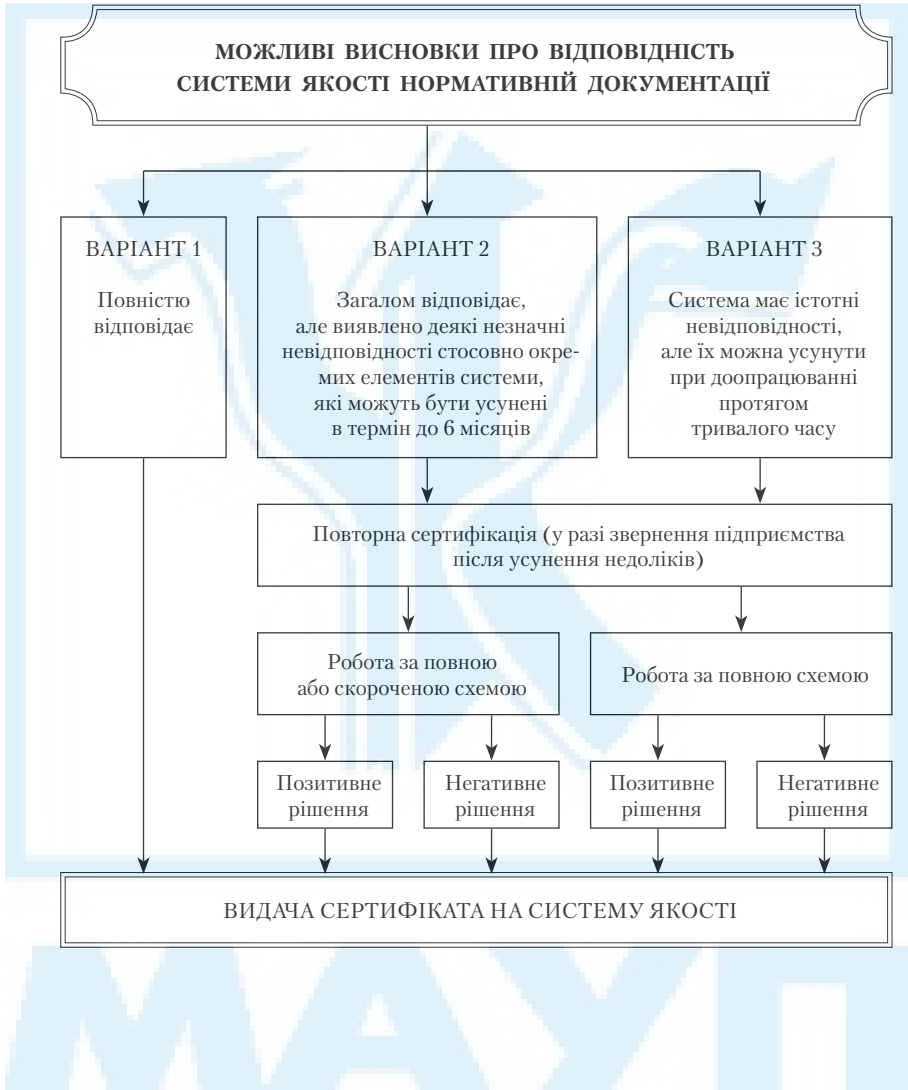 МОЖЛИВІ ВИСНОВКИ ПРО ВІДПОВІДНІСТЬ
СИСТЕМИ ЯКОСТІ НОРМАТИВНІЙ ДОКУМЕНТАЦІЇ
ВАРІАНТ 1
Повністю
відповідає
ВАРІАНТ 2
Загалом відповідає,
але виявлено деякі незначні
невідповідності стосовно окре-
мих елементів системи,
які можуть бути усунені
в термін до 6 місяців
ВАРІАНТ 3
Система має істотні
невідповідності,
але їх можна усунути
при доопрацюванні
протягом
тривалого часу
Повторна сертифікація (у разі звернення підприємства
після усунення недоліків)
Робота за повною
або скороченою схемою
Робота за повною схемою
Позитивне
рішення
Негативне
рішення
Позитивне
рішення
Негативне
рішення
ВИДАЧА СЕРТИФІКАТА НА СИСТЕМУ ЯКОСТІ
МАУП